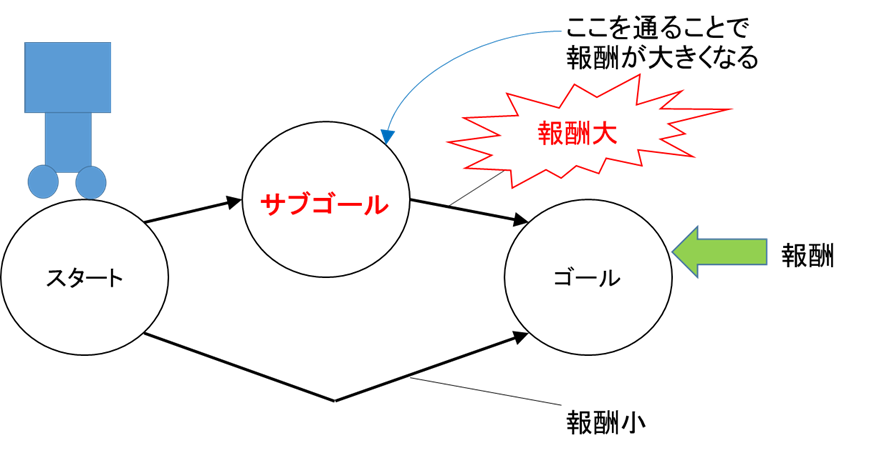 ここを通ることで
報酬が大きくなる
報酬大
サブゴール
スタート
ゴール
報酬
報酬小